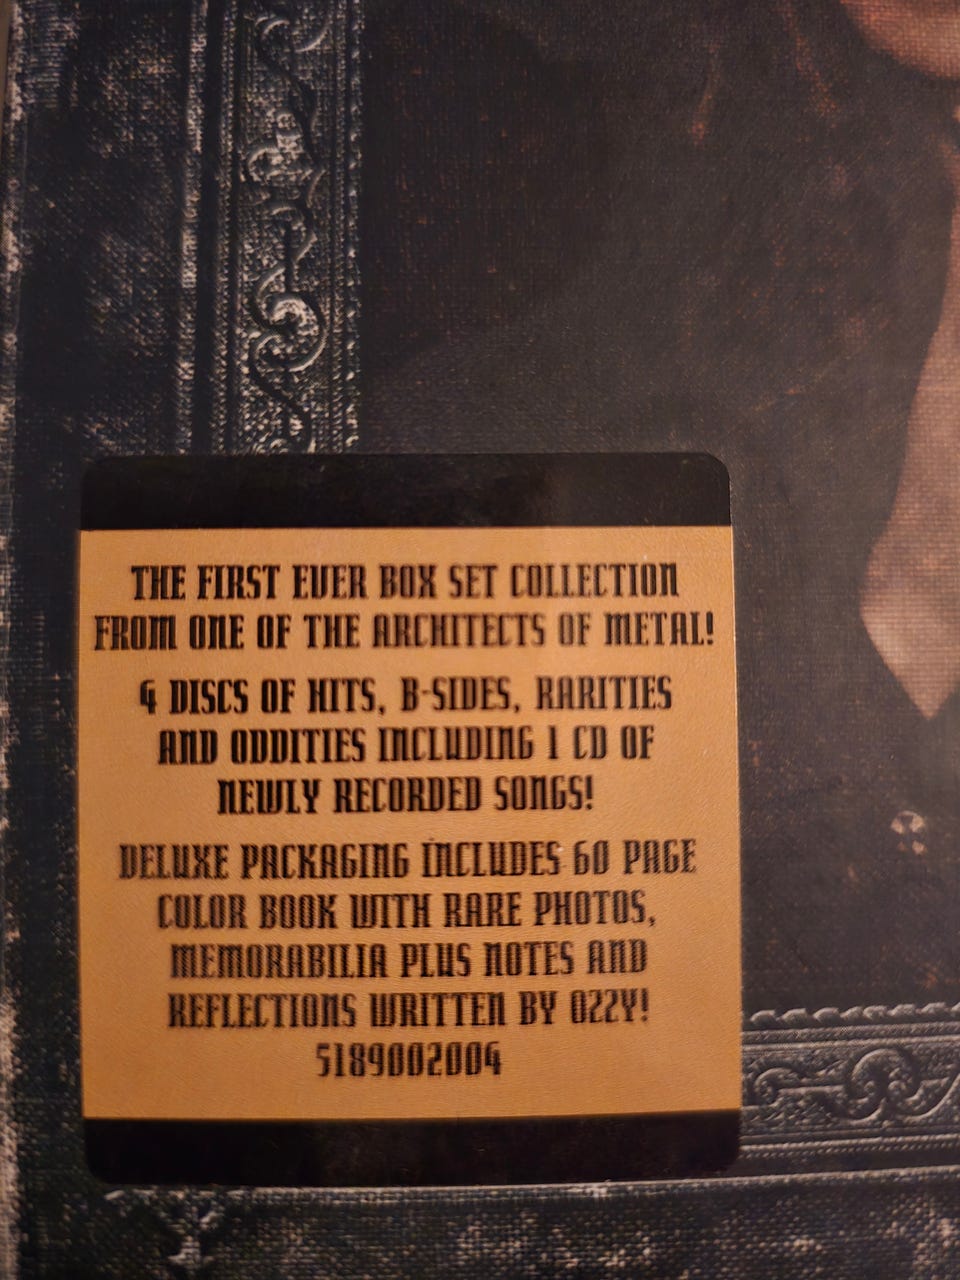 THE FIRST EVER BOX SET COLLECTION
FROM ONE OF THE ARCHITECTS OF METAL!
4 DISCS OF HITS, B-SIDES, RARITIES
AND ODDITIES INCLUDING 1 CD OF
NEWLY RECORDED SONGS!
DELUXE PACKAGING INCLUDES 60 PAGE
COLOR BOOK WITH RARE PHOTOS,
MEMORABILIA PLUS NOTES AND
REFLECTIONS WRITTEN BY OZZY!
5189002004